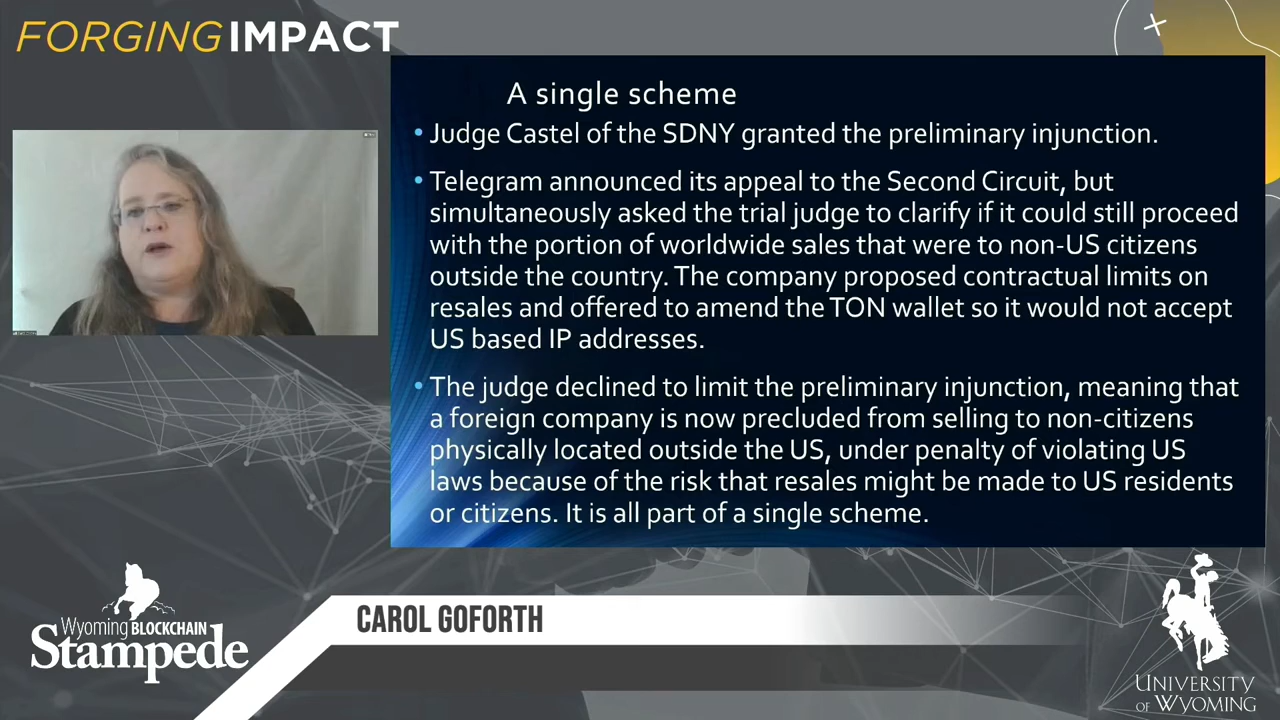 FORGING IMPACT
A single scheme
• Judge Castel of the SDNY granted the preliminary injunction.
• Telegram announced its appeal to the Second Circuit, but
simultaneously asked the trial judge to clarify if it could still proceed
with the portion of worldwide sales that were to non-US citizens
outside the country. The company proposed contractual limits on
resales and offered to amend the TON wallet so it would not accept
US based IP addresses.
• The judge declined to limit the preliminary injunction, meaning that
a foreign company is now precluded from selling to non-citizens
physically located outside the US, under penalty of violating US
laws because of the risk that resales might be made to US residents
or citizens. It is all part of a single scheme.
CAROL GOFORTH
Wyoming BLOCKCHAIN
Stampede
UNIVERSITY
OF WYOMING